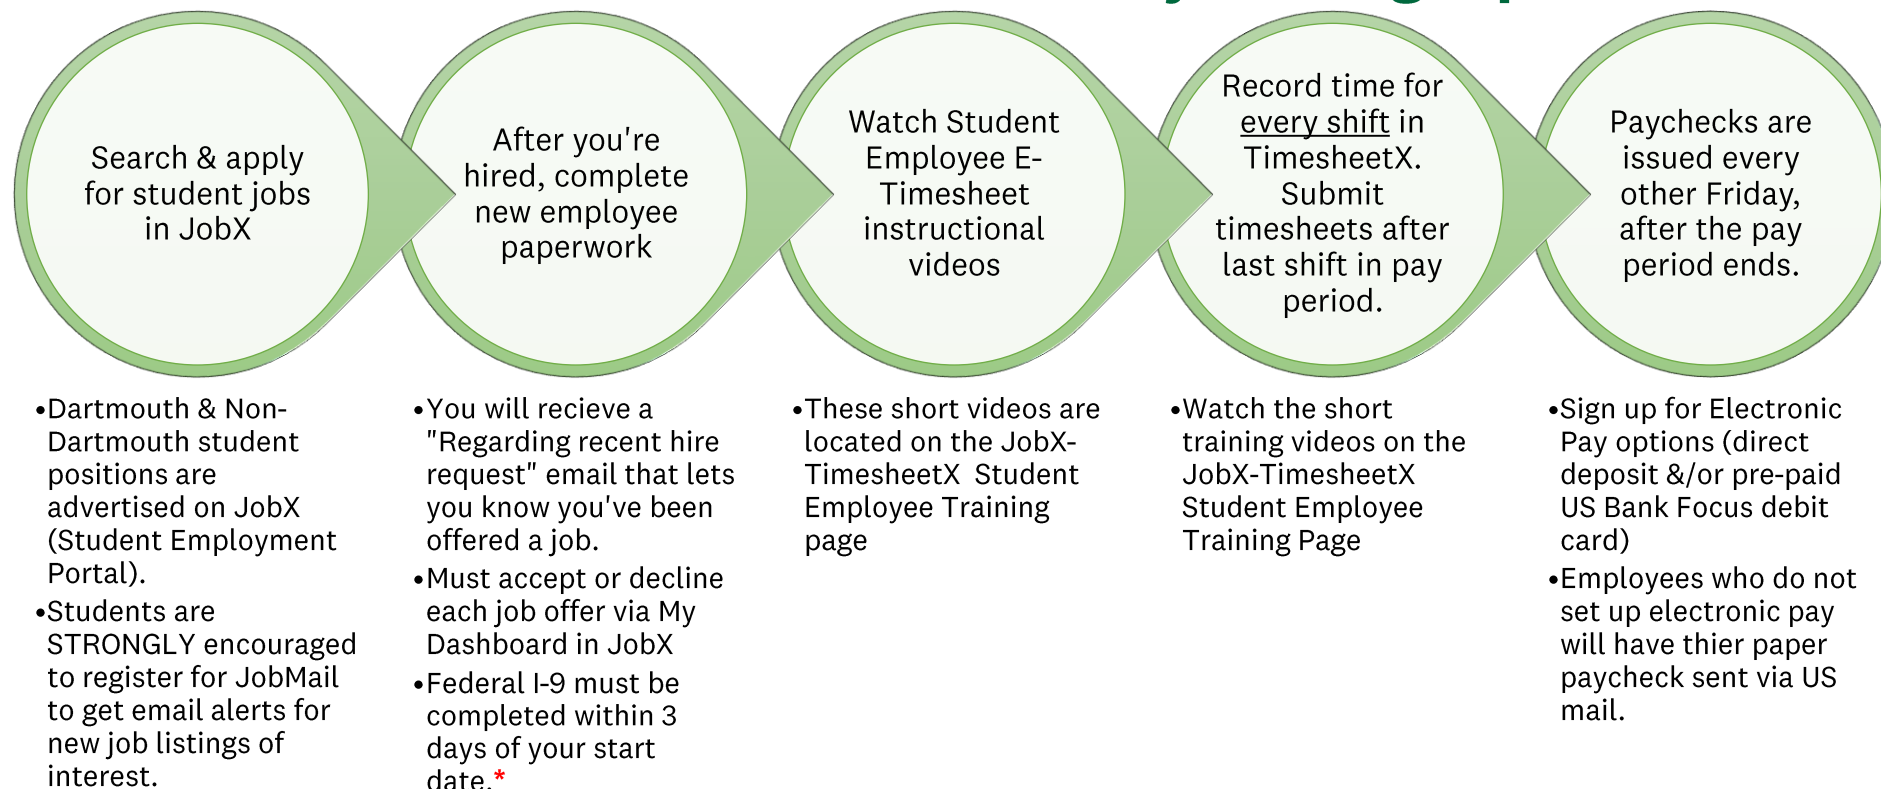 Search & apply
for student jobs
in JobX
After you're
hired, complete
new employee
paperwork
Watch Student
Employee E-
Timesheet
instructional
videos
Record time for
every shift in
TimesheetX.
Submit
timesheets after
last shift in pay
period.
Paychecks are
issued every
other Friday,
after the pay
period ends.
•Dartmouth & Non-
Dartmouth student
positions are
advertised on JobX
(Student Employment
Portal).
•Students are
STRONGLY encouraged
to register for JobMail
to get email alerts for
new job listings of
interest.
•You will recieve a
"Regarding recent hire
request" email that lets
you know you've been
offered a job.
•Must accept or decline
each job offer via My
Dashboard in JobX
•Federal I-9 must be
completed within 3
days of your start
date.*
•These short videos are
located on the JobX-
TimesheetX  Student
Employee Training
page
•Watch the short
training videos on the
JobX-TimesheetX
Student Employee
Training Page
•Sign up for Electronic
Pay options (direct
deposit &/or pre-paid
US Bank Focus debit
card)
•Employees who do not
set up electronic pay
will have thier paper
paycheck sent via US
mail.